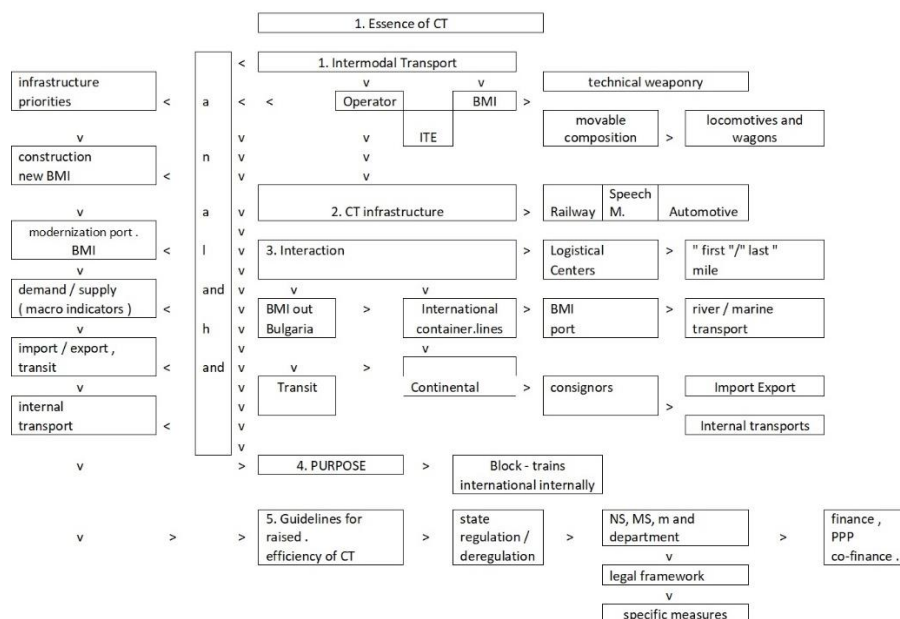 1. Essence of CT
<
1. Intermodal Transport
v v
infrastructure
priorities
<
a
< <
Operator
BMI
>
technical weaponry
v
v v
ITE
movable
composition
>
locomotives and
wagons
construction
new BMI
<
n
v v
v v
v
a
v
2. CT infrastructure
>
Railway
Speech
M.
Automotive
modernization port .
BMI
<
l
v
v
3. Interaction
>
Logistical
Centers
>
" first "/" last "
mile
v
v
demand / supply
( macro indicators )
<
and
h
v
v
v v
BMI out
Bulgaria
>
International
container.lines
>
BMI
port
>
river / marine
transport
v
v
v
import / export ,
transit
<
and
v
v >
v
Transit
Continental
>
consignors
>
Import Export
Internal transports
v
internal
transport
<
v
v
v
v
v
>
4. PURPOSE
>
Block - trains
international internally
v > >
5. Guidelines for
raised .
efficiency of CT
>
state
regulation /
deregulation
>
NS, MS, m and
department
>
finance ,
PPP
co-finance .
v
legal framework
v
specific measures